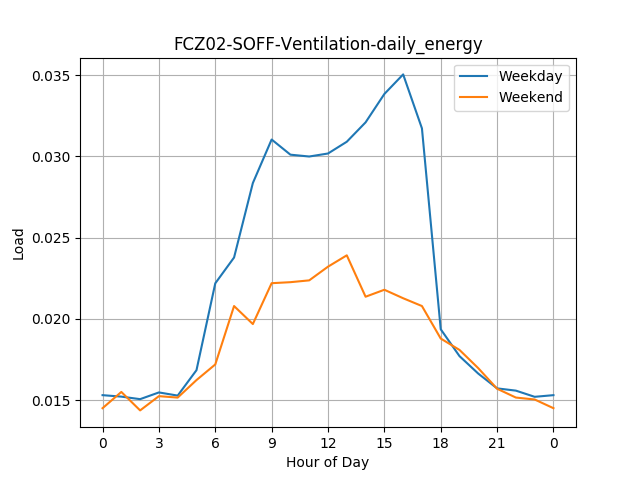 FCZ02-SOFF-Ventilation-daily_energy
Weekday
Weekend
0.035
0.030
0.025
0.020
0.015
Load
0 3 6 9 12 15 18 21 0
Hour of Day